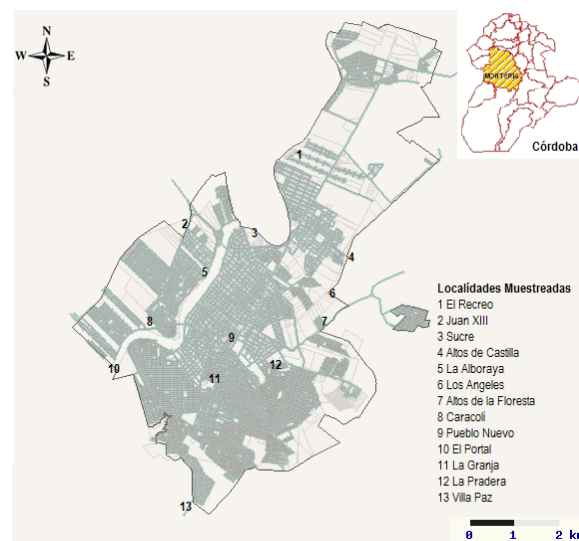 N
W E
S
MONTERIA
Córdoba
1
2
3
4
5
6
7
8
9
10
11
12
13
Localidades Muestreadas
1 El Recreo
2 Juan XIII
3 Sucre
4 Altos de Castilla
5 La Alboraya
6 Los Angeles
7 Altos de la Floresta
8 Caracolí
9 Pueblo Nuevo
10 El Portal
11 La Granja
12 La Pradera
13 Villa Paz
0 1 2 k